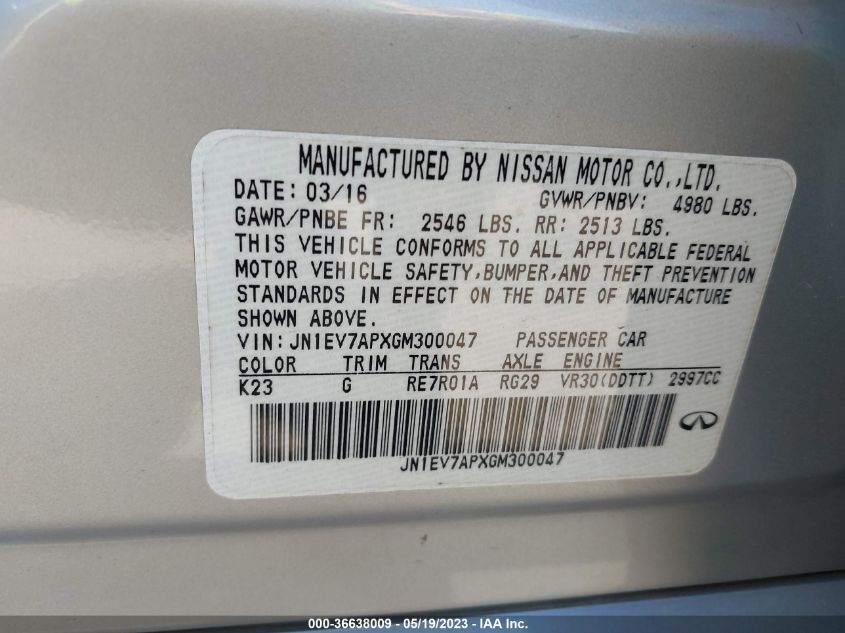 MANUFACTURED BY NISSAN MOTOR CO.,LTD.
DATE: 03/16 GVWR/PNBV: 4980 LBS.
GAWR/PNBE FR: 2546 LBS. RR: 2513 LBS.
THIS VEHICLE CONFORMS TO ALL APPLICABLE FEDERAL
MOTOR VEHICLE SAFETY,BUMPER,AND THEFT PREVENTION
STANDARDS IN EFFECT ON THE DATE OF MANUFACTURE
SHOWN ABOVE.
VIN:JN1EV7APXGM300047 PASSENGER CAR
COLOR TRIM TRANS AXLE ENGINE
K23 G RE7R01A RG29 VR30(DDTT) 2997CC
JN1EV7APXGM300047
000-36638009 - 05/19/2023 - IAA Inc.